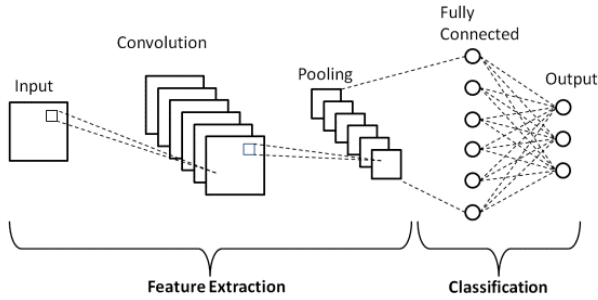 Input
Convolution
Pooling
Fully
Connected
Output
Feature Extraction
Classification